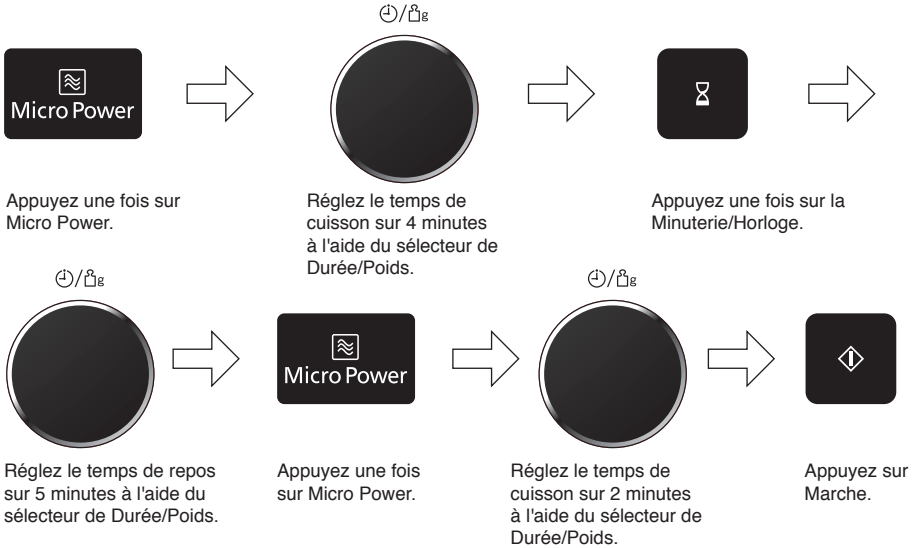 g
Micro Power
Appuyez une fois sur
Micro Power.
Réglez le temps de
cuisson sur 4 minutes
à l'aide du sélecteur de
Durée/Poids.
Appuyez une fois sur la
Minuterie/Horloge.
g
Réglez le temps de repos
sur 5 minutes à l'aide du
sélecteur de Durée/Poids.
Micro Power
Appuyez une fois
sur Micro Power.
g
Réglez le temps de
cuisson sur 2 minutes
à l'aide du sélecteur de
Durée/Poids.
Appuyez sur
Marche.